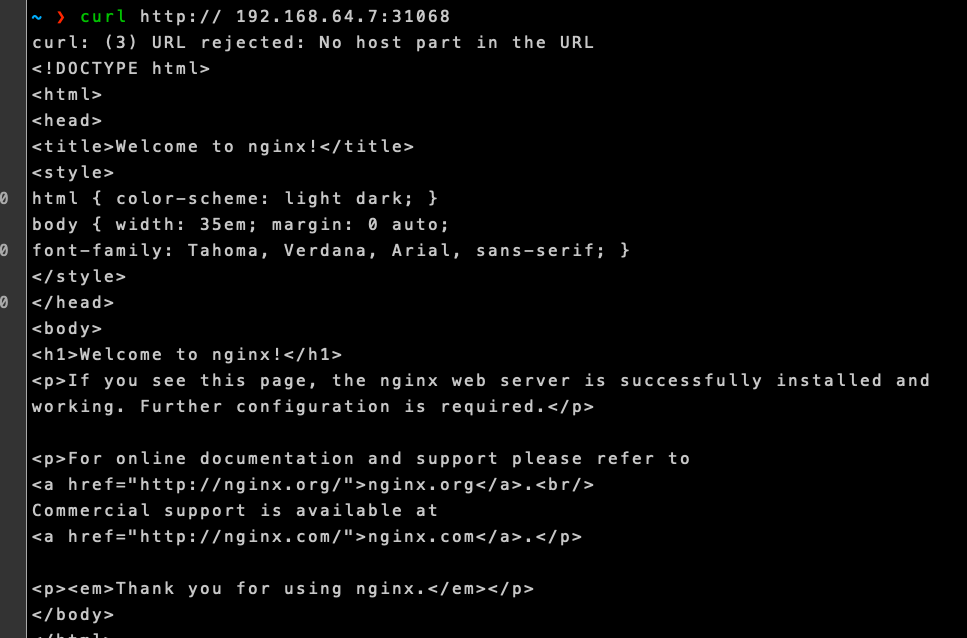 ~ ❯ curl http:// 192.168.64.7:31068
curl: (3) URL rejected: No host part in the URL
<!DOCTYPE html>
<html>
<head>
<title>Welcome to nginx!</title>
<style>
0 html { color-scheme: light dark; }
body { width: 35em; margin: 0 auto;
0 font-family: Tahoma, Verdana, Arial, sans-serif; }
</style>
0 </head>
<body>
<h1>Welcome to nginx!</h1>
<p>If you see this page, the nginx web server is successfully installed and
working. Further configuration is required.</p>
<p>For online documentation and support please refer to
<a href="http://nginx.org/">nginx.org</a>.<br/>
Commercial support is available at
<a href="http://nginx.com/">nginx.com</a>.</p>
<p><em>Thank you for using nginx.</em></p>
</body>
</html>